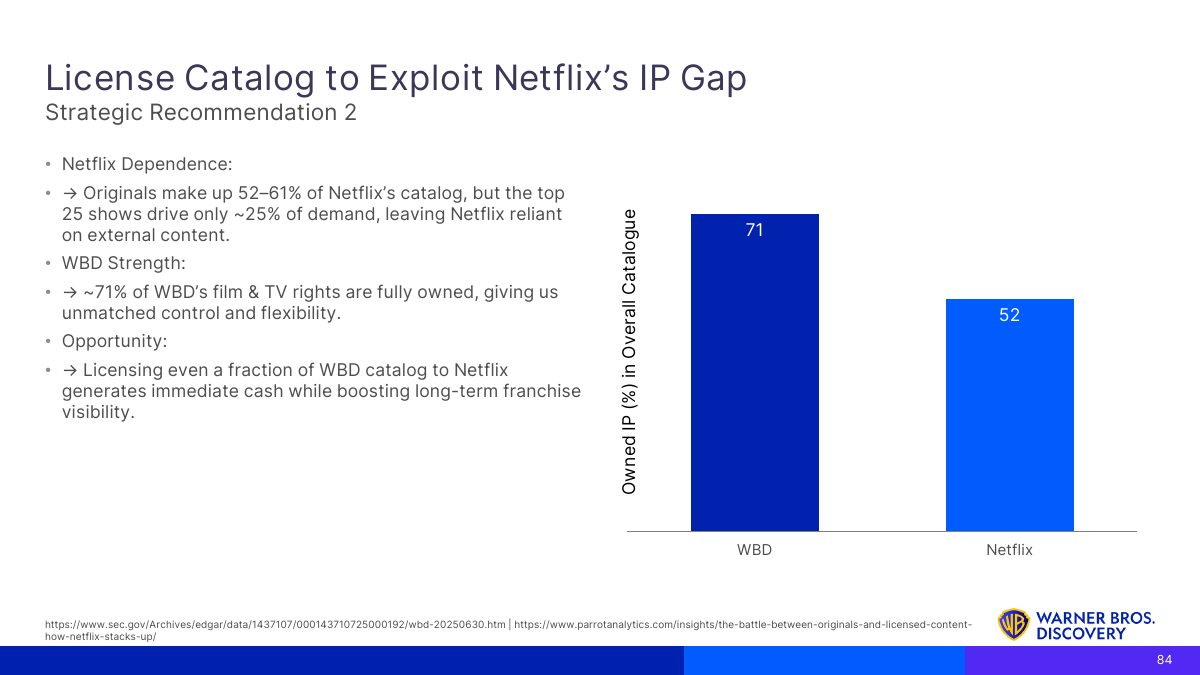 License Catalog to Exploit Netflix’s IP Gap
Strategic Recommendation 2
• Netflix Dependence:
• → Originals make up 52–61% of Netflix’s catalog, but the top
25 shows drive only ~25% of demand, leaving Netflix reliant
on external content.
• WBD Strength:
• → ~71% of WBD’s film & TV rights are fully owned, giving us
unmatched control and flexibility.
• Opportunity:
• → Licensing even a fraction of WBD catalog to Netflix
generates immediate cash while boosting long-term franchise
visibility.
Owned IP (%) in Overall Catalogue
71
52
WBD
Netflix
https://www.sec.gov/Archives/edgar/data/1437107/000143710725000192/wbd-20250630.htm | https://www.parrotanalytics.com/insights/the-battle-between-originals-and-licensed-content-
how-netflix-stacks-up/
WB
WARNER BROS.
DISCOVERY
84